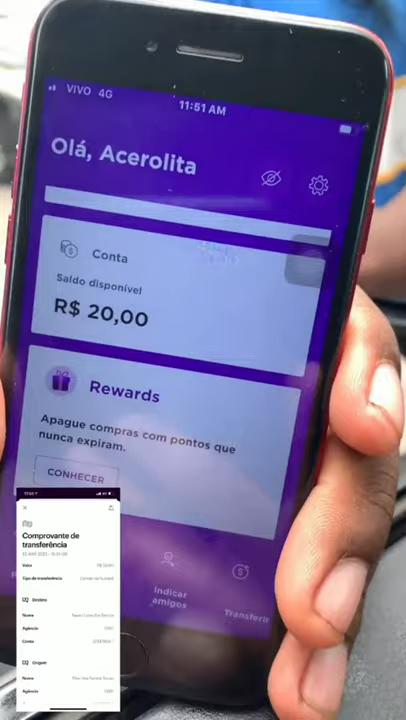 VIVO 4G
11:51 AM
Olá, Acerolita
Conta
Saldo disponível
R$ 20,00
Rewards
Apague compras com pontos que
nunca expiram.
CONHECER
Indicar
amigos
Transferir
Comprovante de
transferência
Valor
Tipo de transferência
Destino
Nome
Agência
Conta
Origem
Nome
Agência